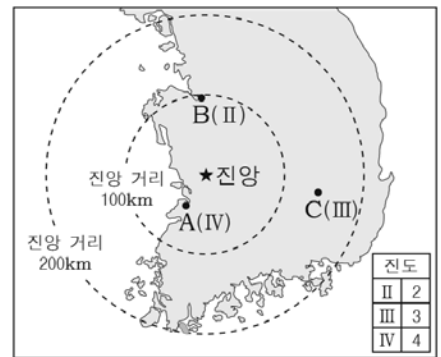 B(Ⅱ)
진앙 거리
100km
★진앙
A(Ⅳ)
C(Ⅲ)
진앙 거리
200km
진도
Ⅱ 2
Ⅲ 3
Ⅳ 4